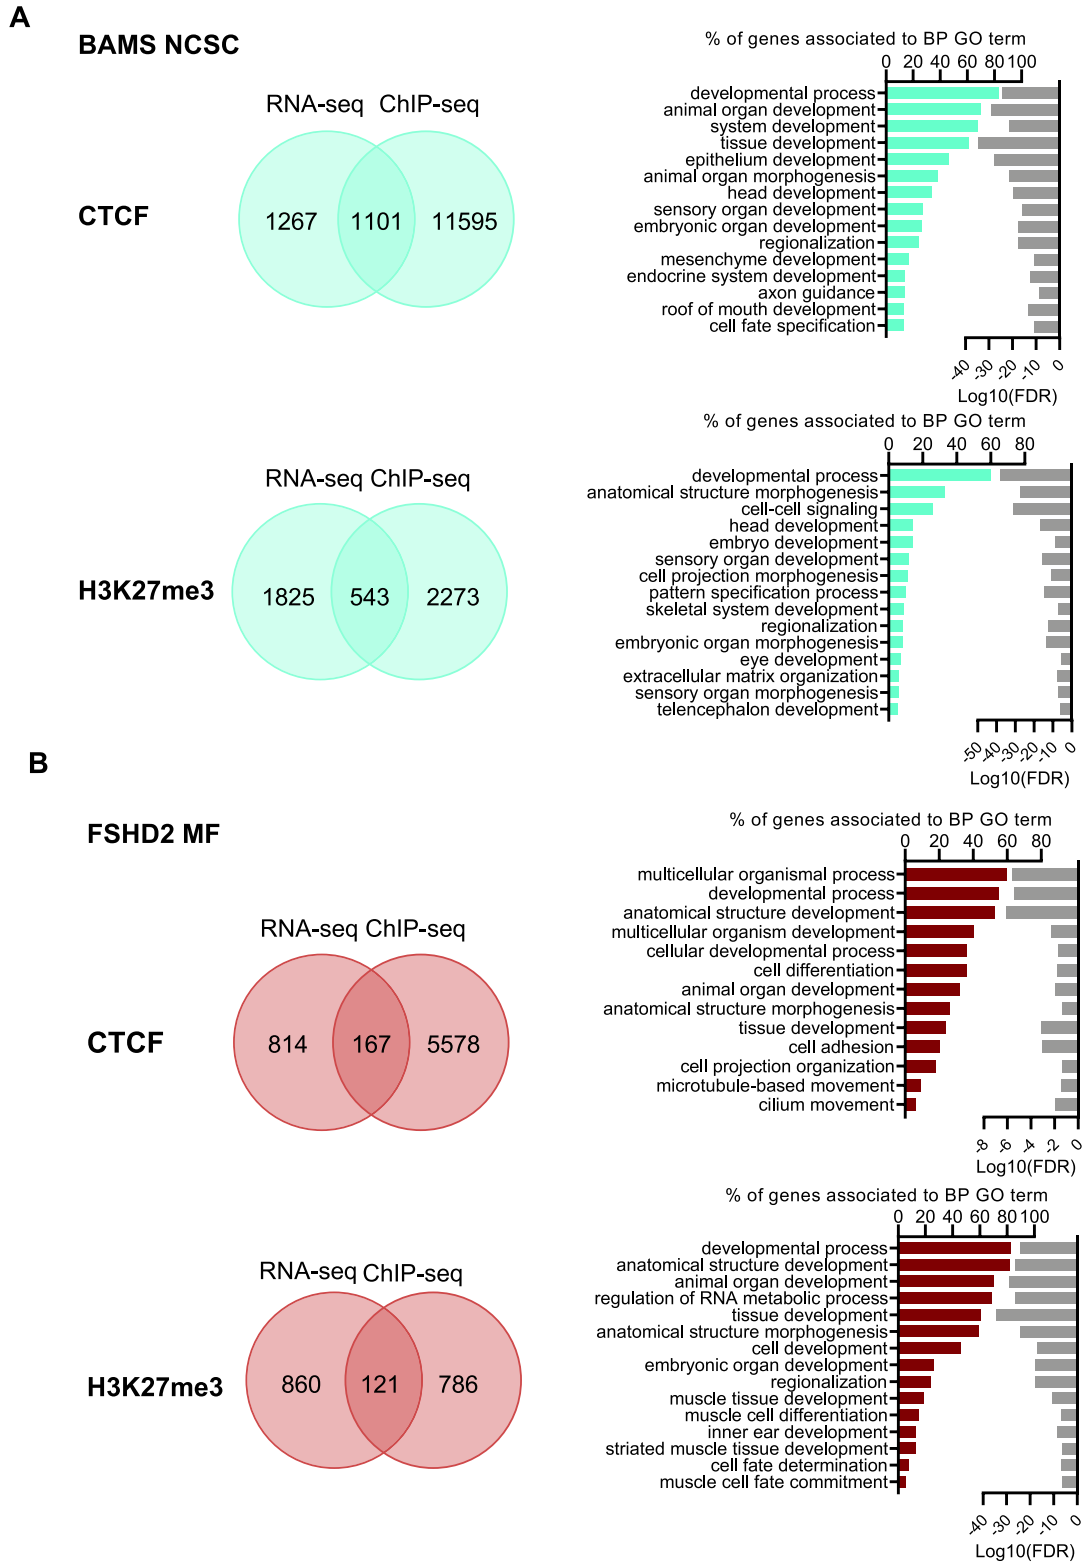 A
BAMS NCSC
RNA-seq ChIP-seq
CTCF
1267 1101 11595
% of genes associated to BP GO term
0 20 40 60 80 100
developmental process
animal organ development
system development
tissue development
epithelium development
animal organ morphogenesis
head development
sensory organ development
embryonic organ development
regionalization
mesenchyme development
endocrine system development
axon guidance
roof of mouth development
cell fate specification
-40 -30 -20 -10 0
Log10(FDR)
RNA-seq ChIP-seq
H3K27me3
1825 543 2273
% of genes associated to BP GO term
0 20 40 60 80
developmental process
anatomical structure morphogenesis
cell-cell signaling
head development
embryo development
sensory organ development
cell projection morphogenesis
pattern specification process
skeletal system development
regionalization
embryonic organ morphogenesis
eye development
extracellular matrix organization
sensory organ morphogenesis
telencephalon development
-50 -40 -30 -20 -10 0
Log10(FDR)
B
FSHD2 MF
RNA-seq ChIP-seq
CTCF
814 167 5578
% of genes associated to BP GO term
0 20 40 60 80
multicellular organismal process
developmental process
anatomical structure development
multicellular organism development
cellular developmental process
cell differentiation
animal organ development
anatomical structure morphogenesis
tissue development
cell adhesion
cell projection organization
microtubule-based movement
cilium movement
-8 -6 -4 -2 0
Log10(FDR)
RNA-seq ChIP-seq
H3K27me3
860 121 786
% of genes associated to BP GO term
0 20 40 60 80 100
developmental process
anatomical structure development
animal organ development
regulation of RNA metabolic process
tissue development
anatomical structure morphogenesis
cell development
embryonic organ development
regionalization
muscle tissue development
muscle cell differentiation
inner ear development
striated muscle tissue development
cell fate determination
muscle cell fate commitment
-40 -30 -20 -10 0
Log10(FDR)